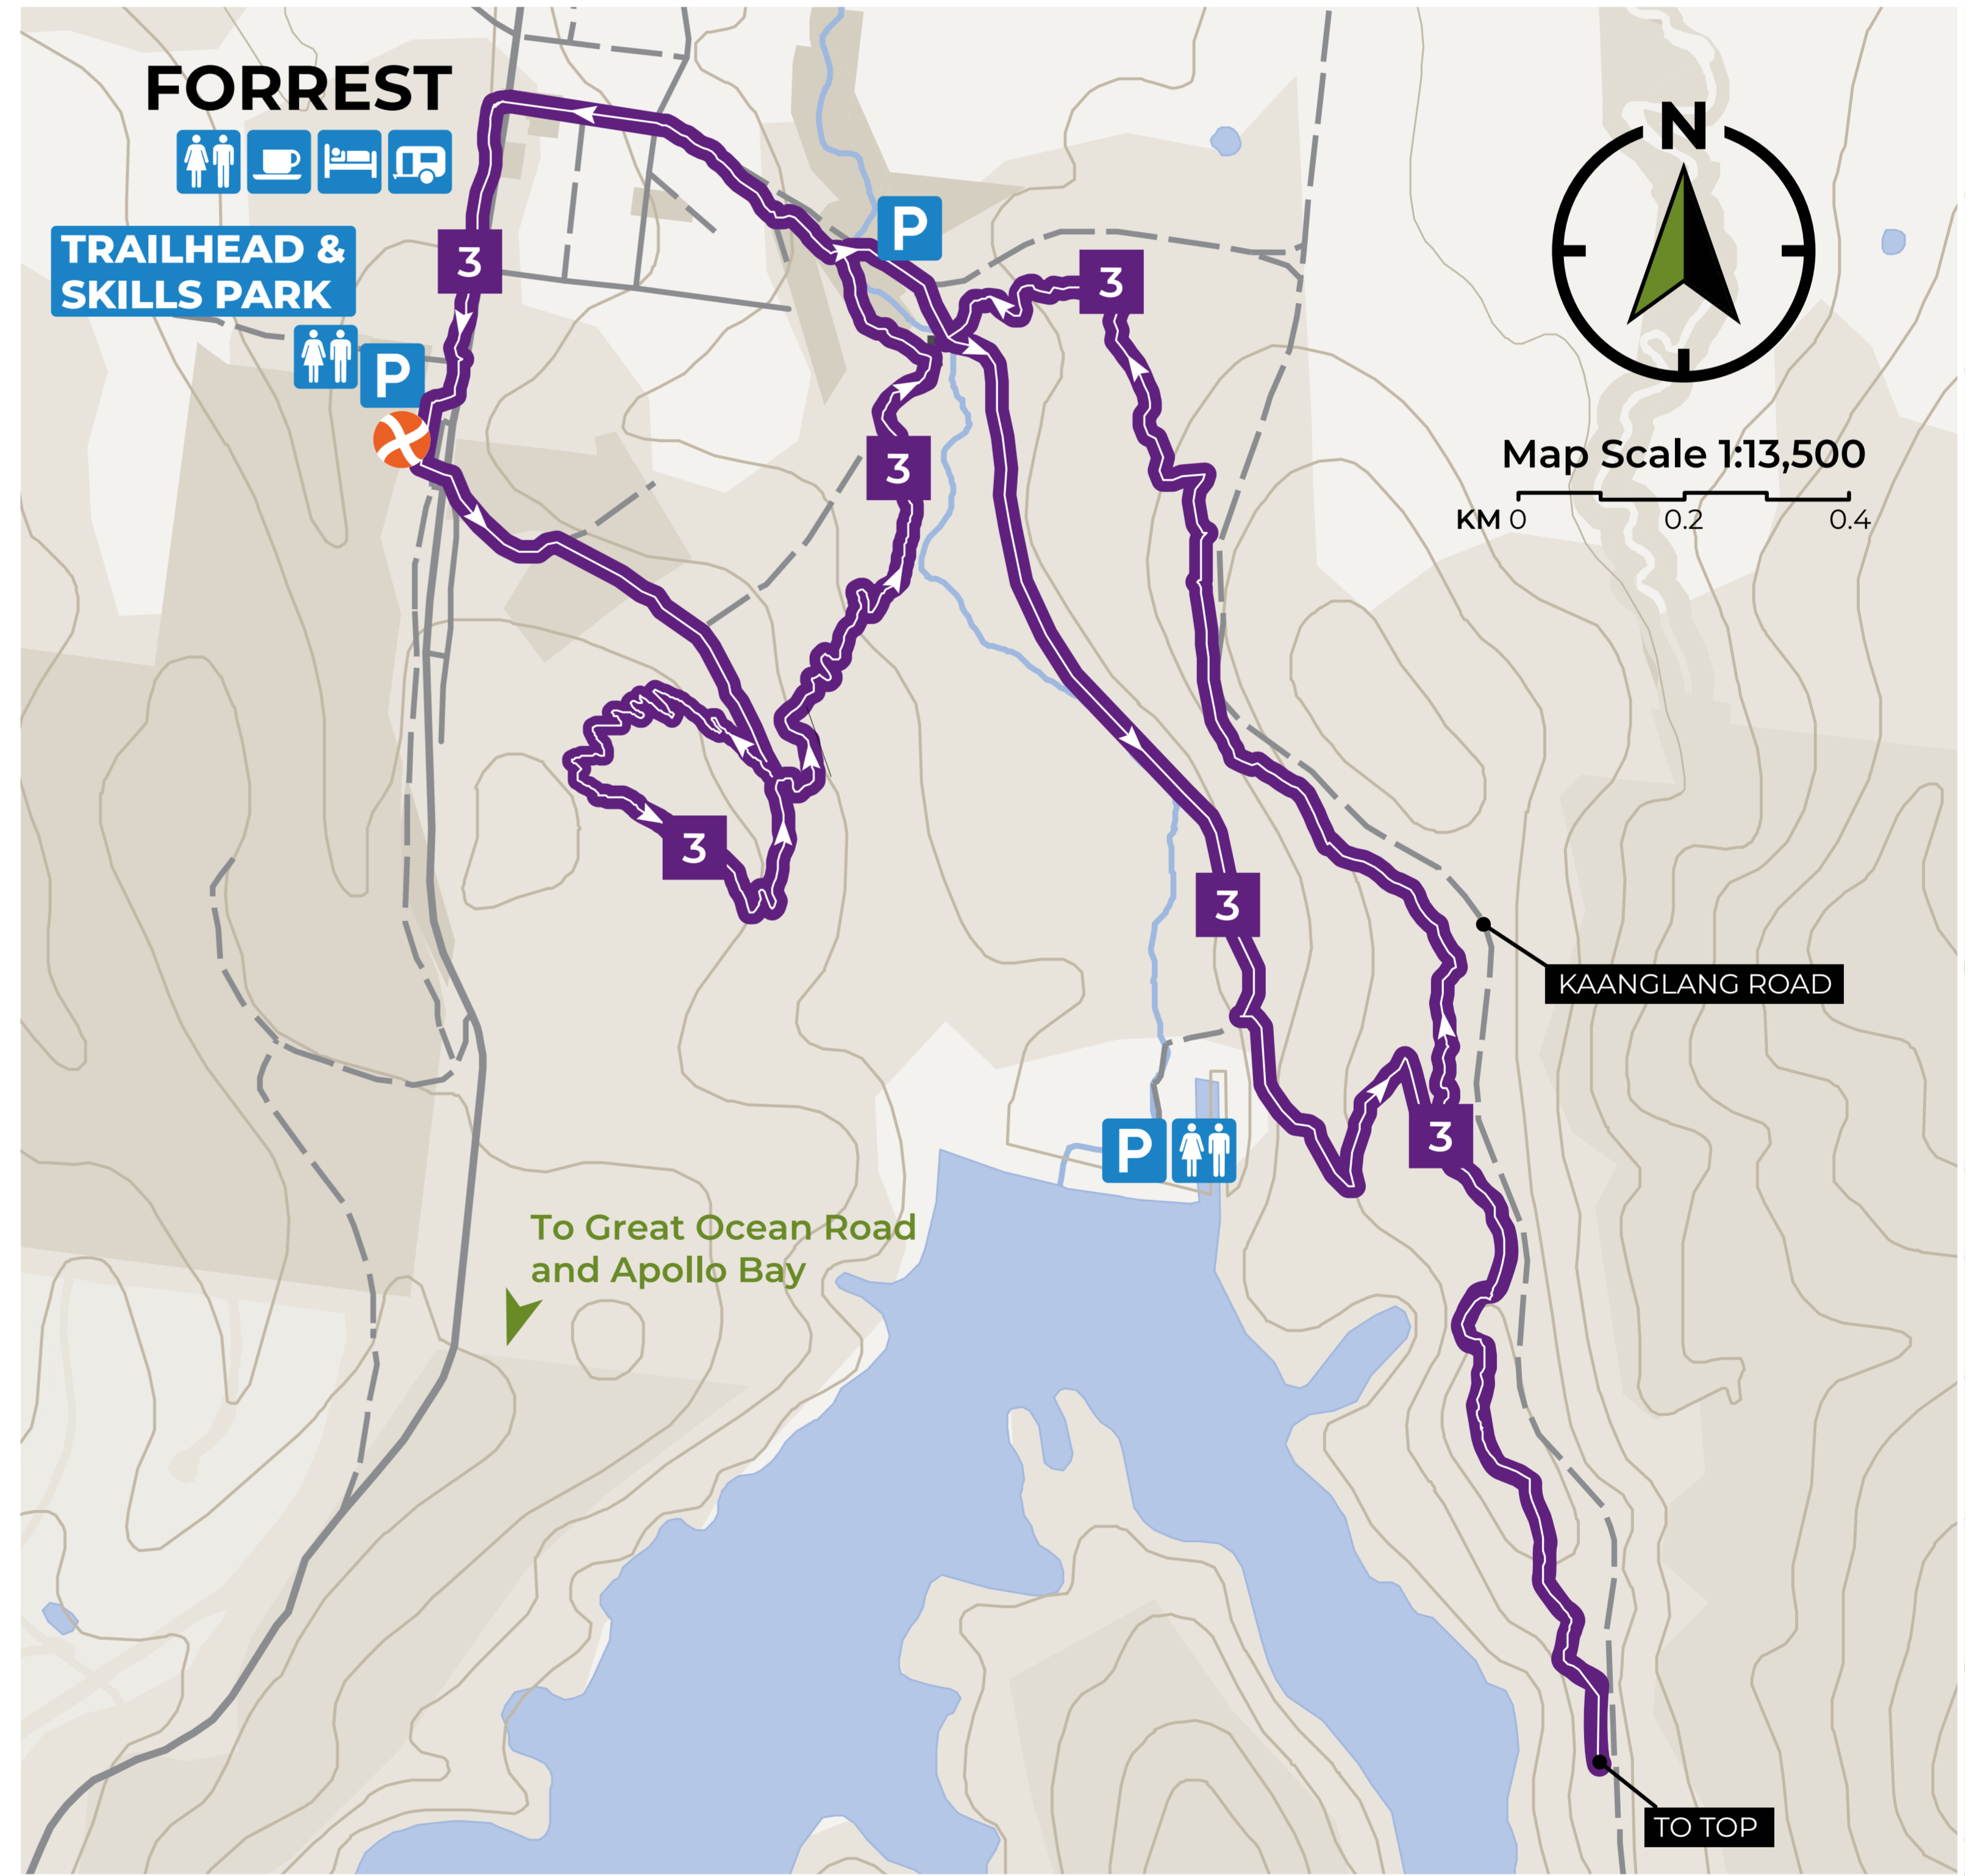 FORREST
TRAILHEAD &
SKILLS PARK
P
P
3
3
3
3
3
3
N
Map Scale 1:13,500
KM 0 0.2 0.4
KAANGLANG ROAD
P
To Great Ocean Road
and Apollo Bay
TO TOP